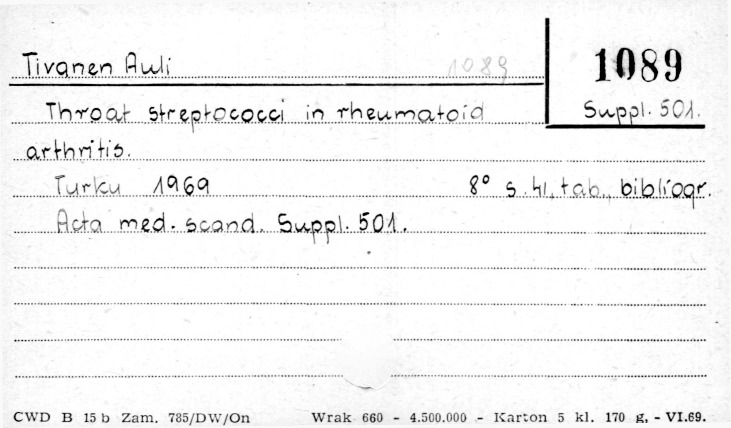 Tivanen Auli 1089
1089
Suppl. 501.
Throat streptococci in rheumatoid
arthritis.
Turku 1969 8° s. 41, tab., bibliogr.
Acta med. scand. Suppl. 501.
CWD B 15 b Zam. 785/DW/On Wrak 660 - 4.500.000 - Karton 5 kl. 170 g, - VI.69.